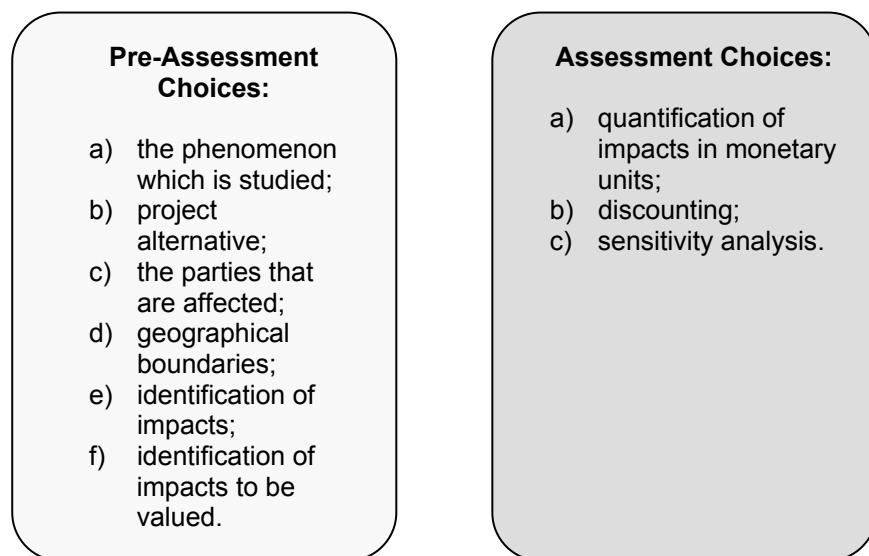 Pre-Assessment
Choices:
a) the phenomenon
which is studied;
b) project
alternative;
c) the parties that
are affected;
d) geographical
boundaries;
e) identification of
impacts;
f) identification of
impacts to be
valued.
Assessment Choices:
a) quantification of
impacts in monetary
units;
b) discounting;
c) sensitivity analysis.